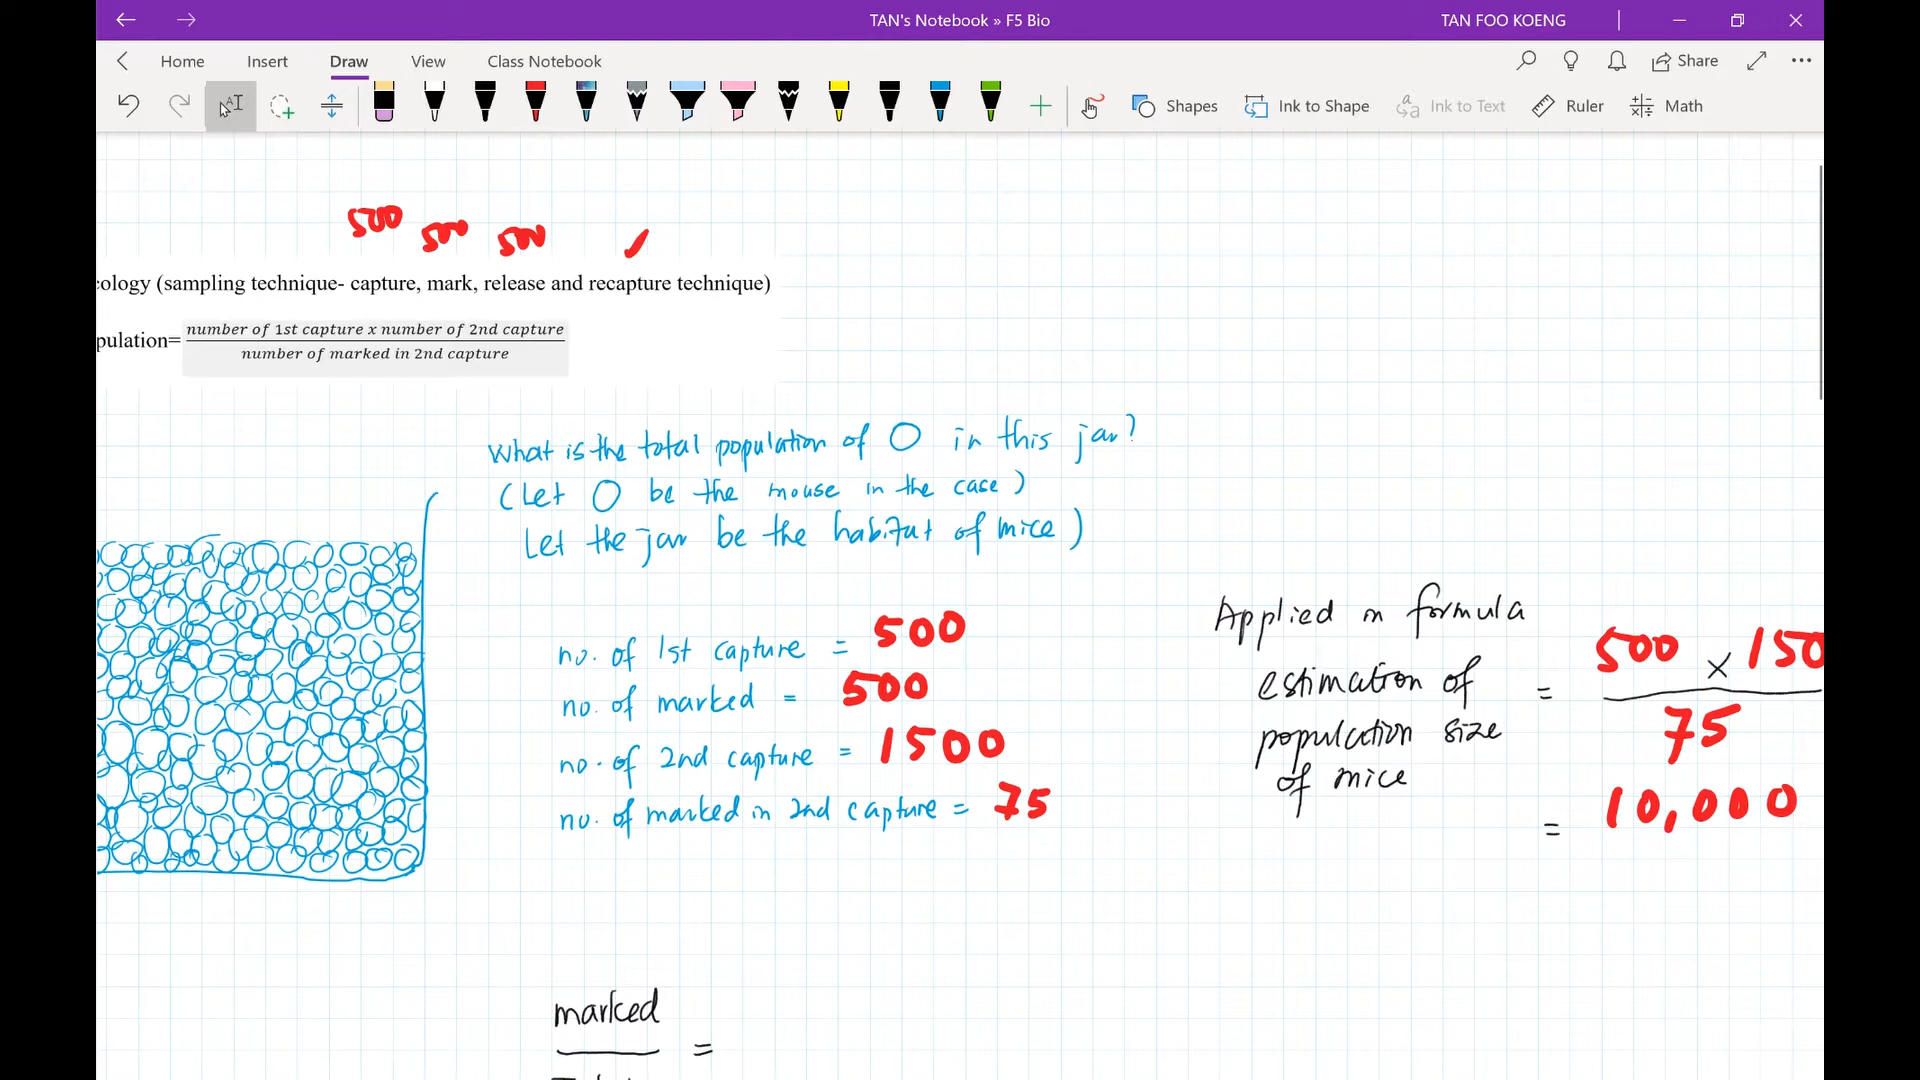 TAN's Notebook » F5 Bio
TAN FOO KOENG
Home Insert Draw View Class Notebook
Share
Shapes Ink to Shape Ink to Text Ruler Math
500 500 500
cology (sampling technique- capture, mark, release and recapture technique)
number of 1st capture x number of 2nd capture
pulation=
number of marked in 2nd capture
What is the total population of O in this jar?
(Let O be the mouse in the case)
Let the jar be the habitat of mice)
no. of 1st capture = 500
no. of marked = 500
no. of 2nd capture = 1500
no. of marked in 2nd capture = 75
Applied in formula
estimation of
population size
of mice
= 500 × 150
75
= 10,000
marked
=